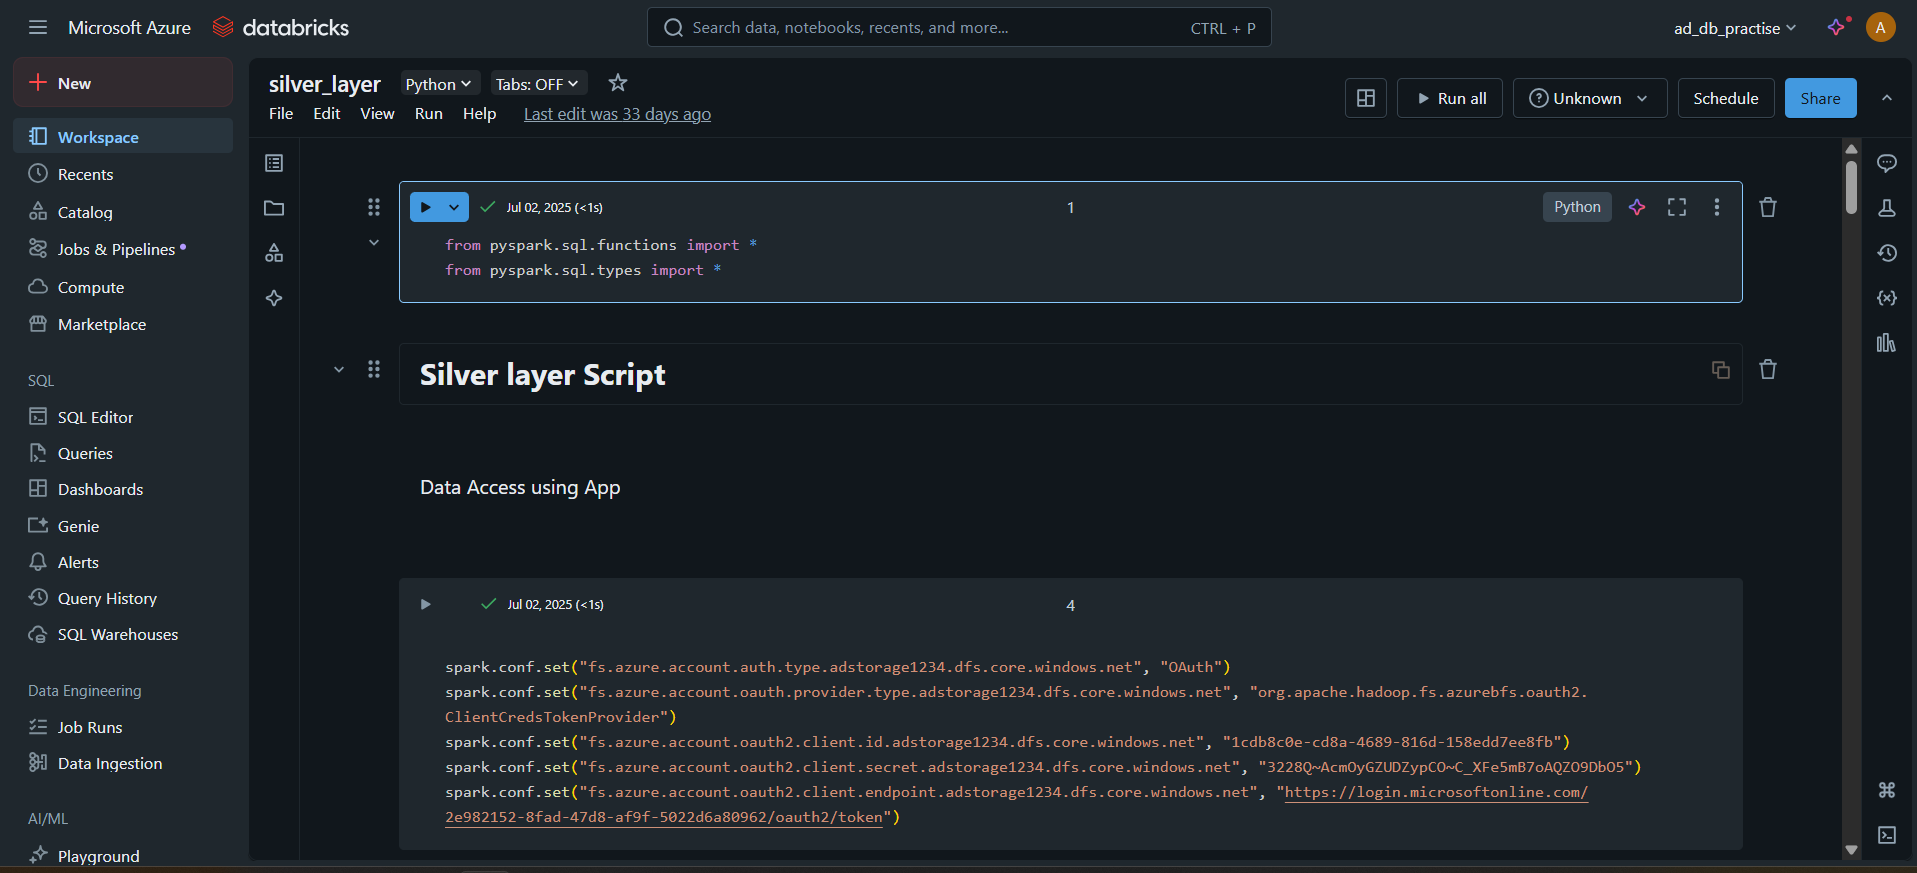 Microsoft Azure databricks
Search data, notebooks, recents, and more... CTRL + P
ad_db_practise
A
New
Workspace
Recents
Catalog
Jobs & Pipelines
Compute
Marketplace
SQL
SQL Editor
Queries
Dashboards
Genie
Alerts
Query History
SQL Warehouses
Data Engineering
Job Runs
Data Ingestion
AI/ML
Playground
silver_layer Python Tabs: OFF
File Edit View Run Help Last edit was 33 days ago
Run all Unknown Schedule Share
Jul 02, 2025 (<1s) 1 Python
from pyspark.sql.functions import *
from pyspark.sql.types import *
Silver layer Script
Data Access using App
Jul 02, 2025 (<1s) 4
spark.conf.set("fs.azure.account.auth.type.adstorage1234.dfs.core.windows.net", "OAuth")
spark.conf.set("fs.azure.account.oauth.provider.type.adstorage1234.dfs.core.windows.net", "org.apache.hadoop.fs.azurebfs.oauth2.
ClientCredsTokenProvider")
spark.conf.set("fs.azure.account.oauth2.client.id.adstorage1234.dfs.core.windows.net", "1cdb8c0e-cd8a-4689-816d-158edd7ee8fb")
spark.conf.set("fs.azure.account.oauth2.client.secret.adstorage1234.dfs.core.windows.net", "3228Q~AcmOyGZUDZypCO~C_XFe5mB7oAQZO9DbO5")
spark.conf.set("fs.azure.account.oauth2.client.endpoint.adstorage1234.dfs.core.windows.net", "https://login.microsoftonline.com/
2e982152-8fad-47d8-af9f-5022d6a80962/oauth2/token")